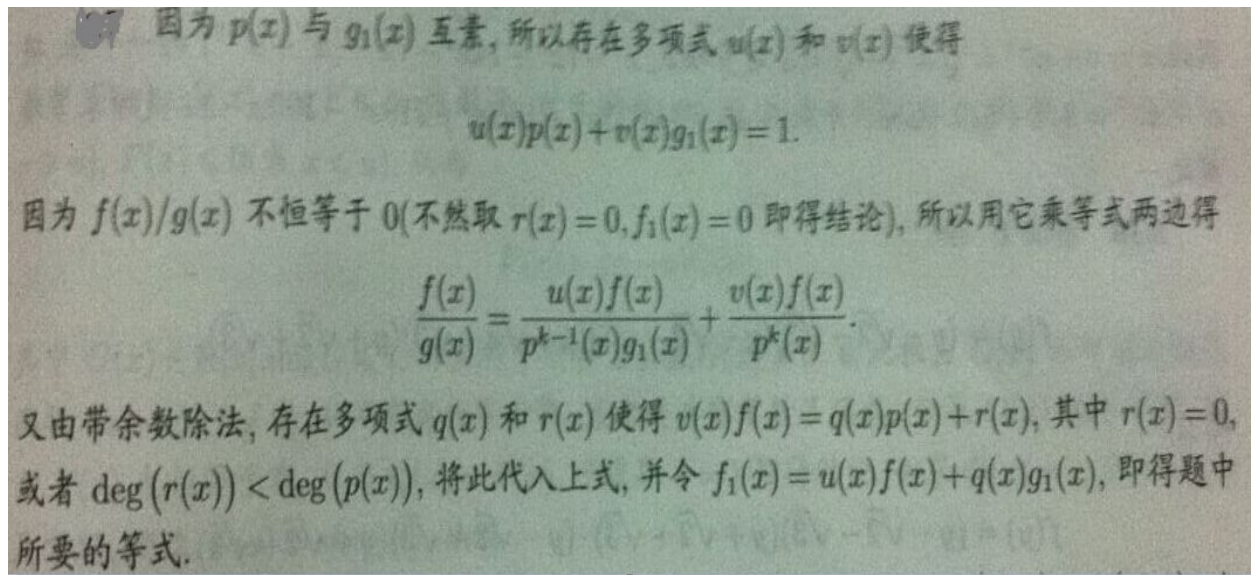 因为 p(x) 与 g₁(x) 互素, 所以存在多项式 u(x) 和 v(x) 使得
u(x)p(x)+v(x)g₁(x)=1.
因为 f(x)/g(x) 不恒等于 0(不然取 r(x)=0, f₁(x)=0 即得结论), 所以用它乘等式两边得
f(x)/g(x) = u(x)f(x)/(pᵏ⁻¹(x)g₁(x)) + v(x)f(x)/pᵏ(x).
又由带余数除法, 存在多项式 q(x) 和 r(x) 使得 v(x)f(x)=q(x)p(x)+r(x), 其中 r(x)=0,
或者 deg(r(x))<deg(p(x)), 将此代入上式, 并令 f₁(x)=u(x)f(x)+q(x)g₁(x), 即得题中
所要的等式.